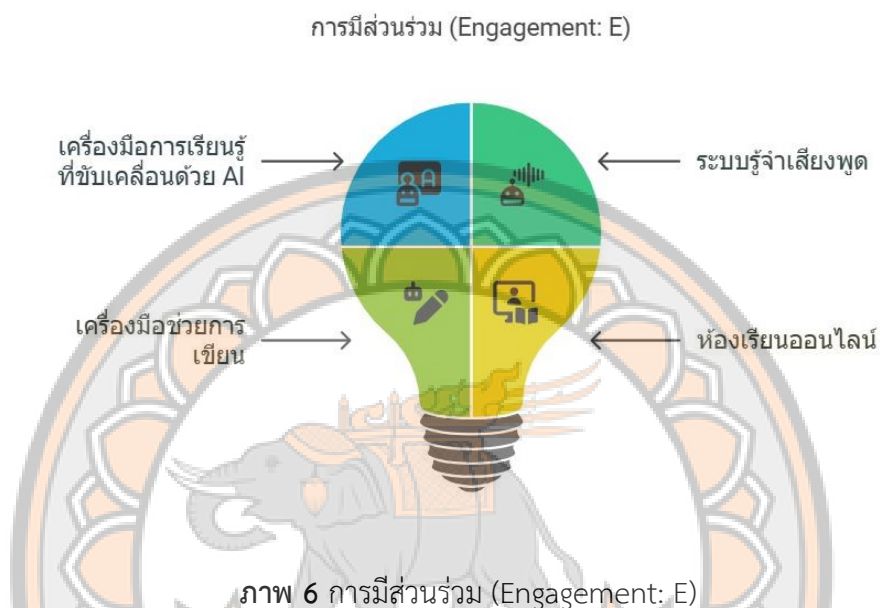 การมีส่วนร่วม (Engagement: E)
เครื่องมือการเรียนรู้
ที่ขับเคลื่อนด้วย AI
ระบบรู้จำเสียงพูด
เครื่องมือช่วยการ
เขียน
ห้องเรียนออนไลน์
ภาพ 6 การมีส่วนร่วม (Engagement: E)